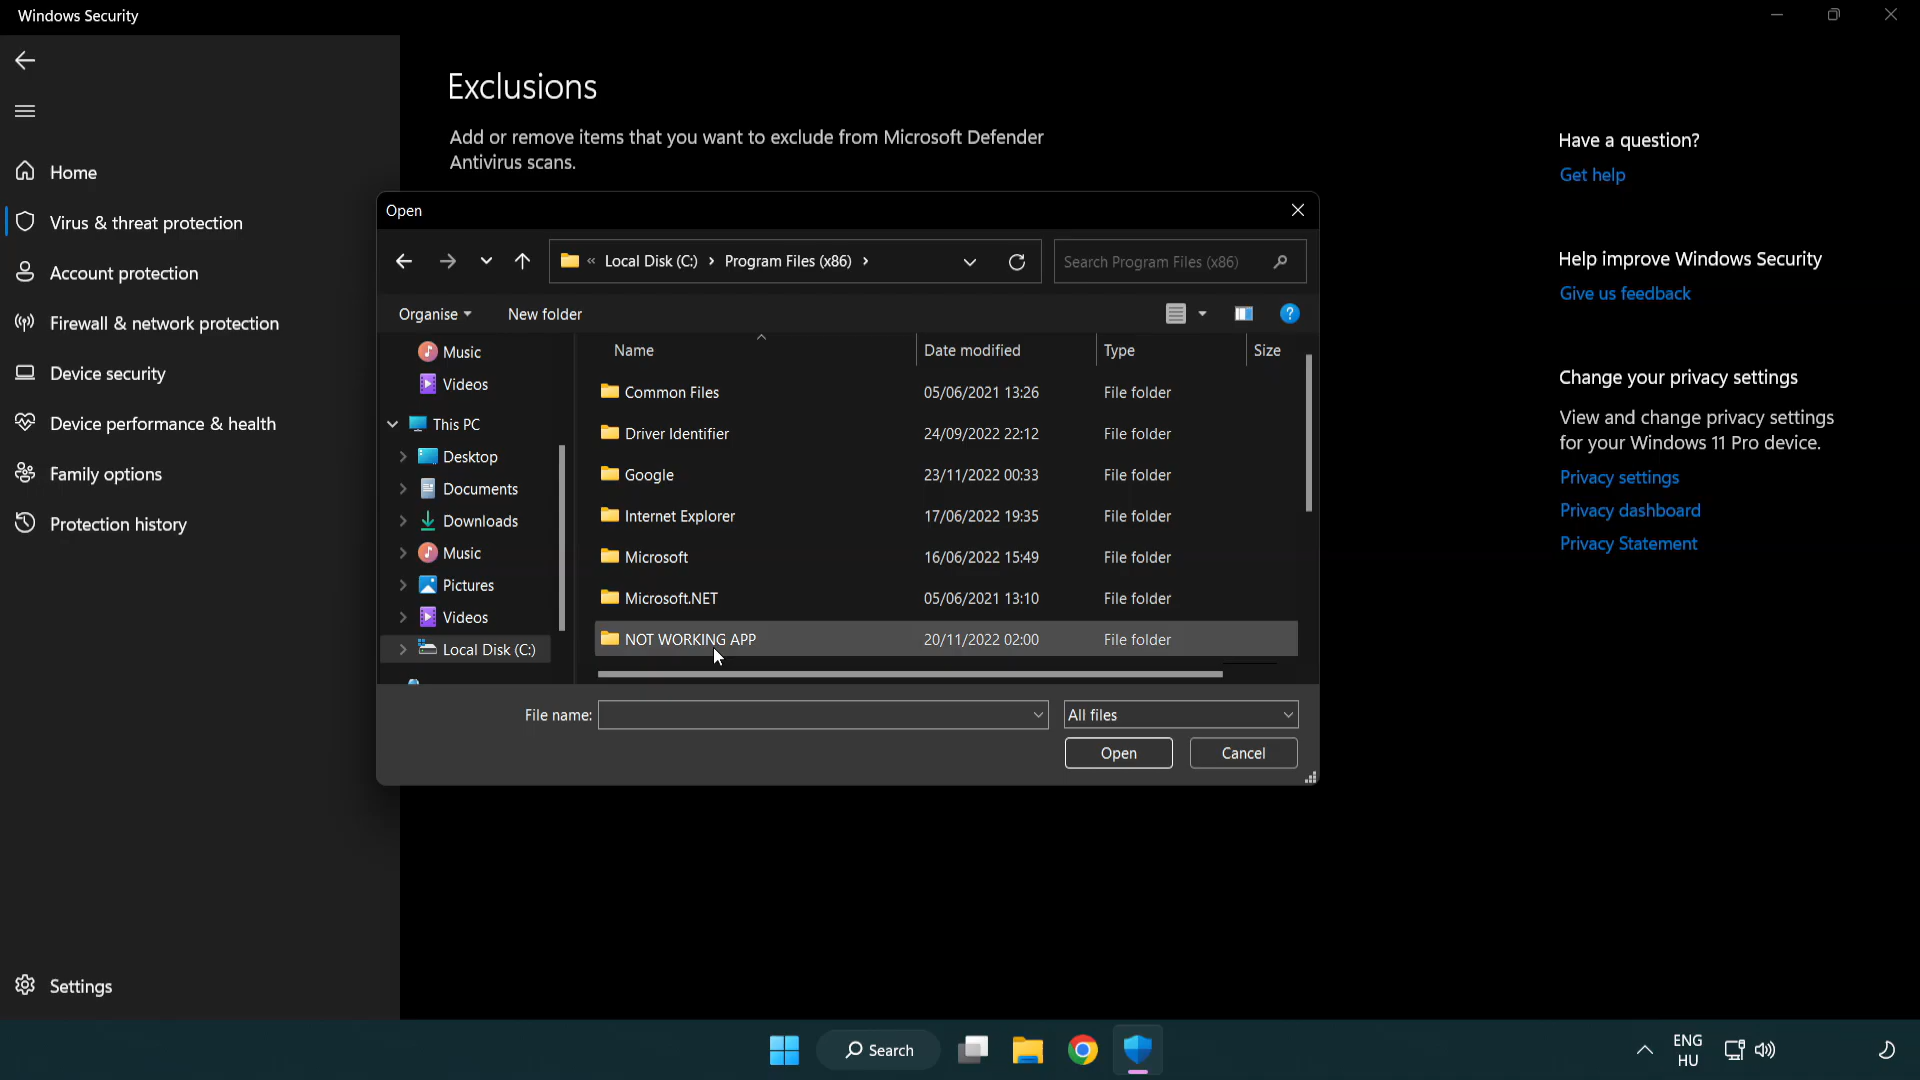 Windows Security
Home
Virus & threat protection
Account protection
Firewall & network protection
Device security
Device performance & health
Family options
Protection history
Settings
Exclusions
Add or remove items that you want to exclude from Microsoft Defender
Antivirus scans.
Open
« Local Disk (C:) › Program Files (x86) ›
Search Program Files (x86)
Organise
New folder
?
Music
Videos
This PC
Desktop
Documents
Downloads
Music
Pictures
Videos
Local Disk (C:)
Name Date modified Type Size
Common Files 05/06/2021 13:26 File folder
Driver Identifier 24/09/2022 22:12 File folder
Google 23/11/2022 00:33 File folder
Internet Explorer 17/06/2022 19:35 File folder
Microsoft 16/06/2022 15:49 File folder
Microsoft.NET 05/06/2021 13:10 File folder
NOT WORKING APP 20/11/2022 02:00 File folder
File name:
All files
Open
Cancel
Have a question?
Get help
Help improve Windows Security
Give us feedback
Change your privacy settings
View and change privacy settings
for your Windows 11 Pro device.
Privacy settings
Privacy dashboard
Privacy Statement
Search
ENG
HU